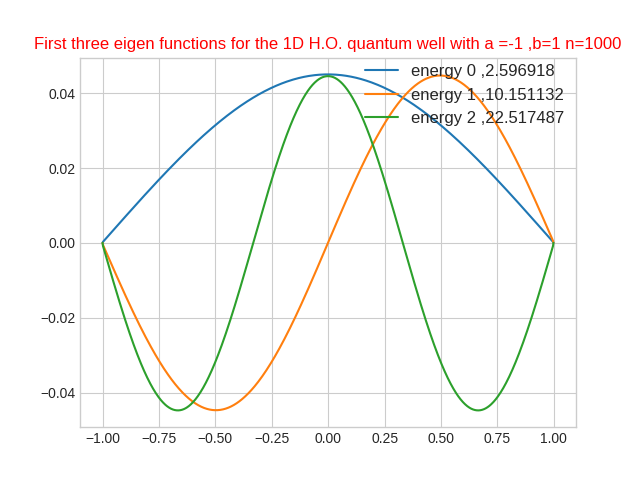 First three eigen functions for the 1D H.O. quantum well with a =-1 ,b=1 n=1000
energy 0 ,2.596918
energy 1 ,10.151132
energy 2 ,22.517487
0.04
0.02
0.00
−0.02
−0.04
−1.00 −0.75 −0.50 −0.25 0.00 0.25 0.50 0.75 1.00